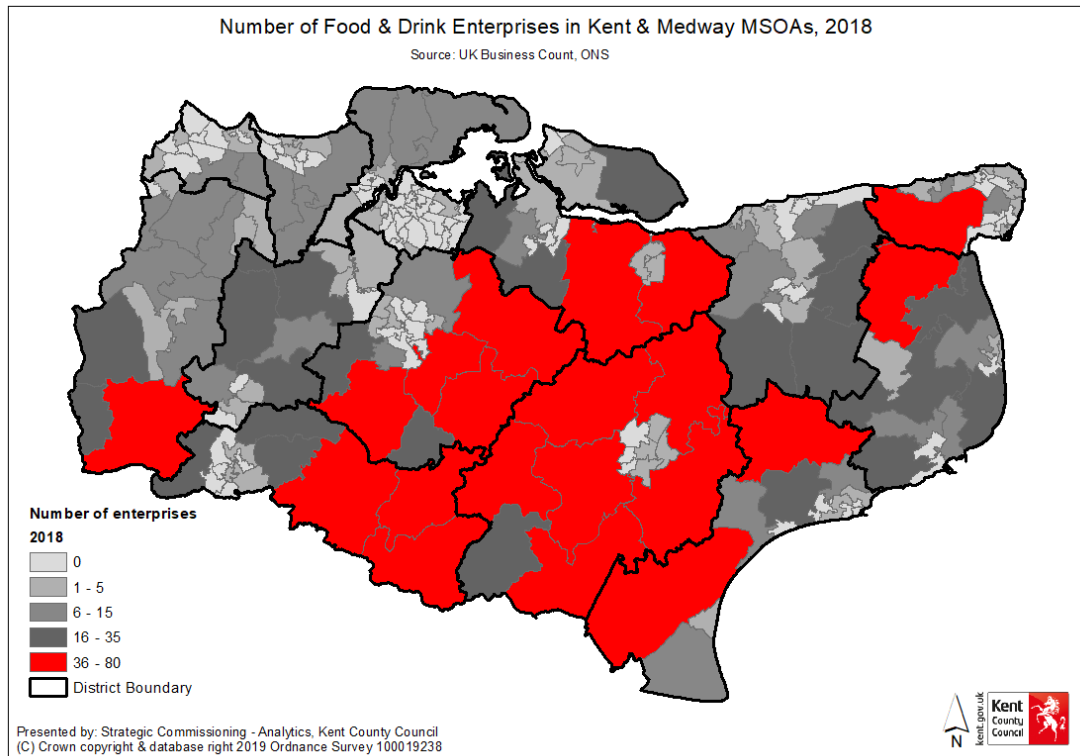 Number of Food & Drink Enterprises in Kent & Medway MSOAs, 2018
Source: UK Business Count, ONS
Number of enterprises
2018
0
1 - 5
6 - 15
16 - 35
36 - 80
District Boundary
Presented by: Strategic Commissioning - Analytics, Kent County Council
(C) Crown copyright & database right 2019 Ordnance Survey 100019238
N
kent.gov.uk
Kent
County
Council